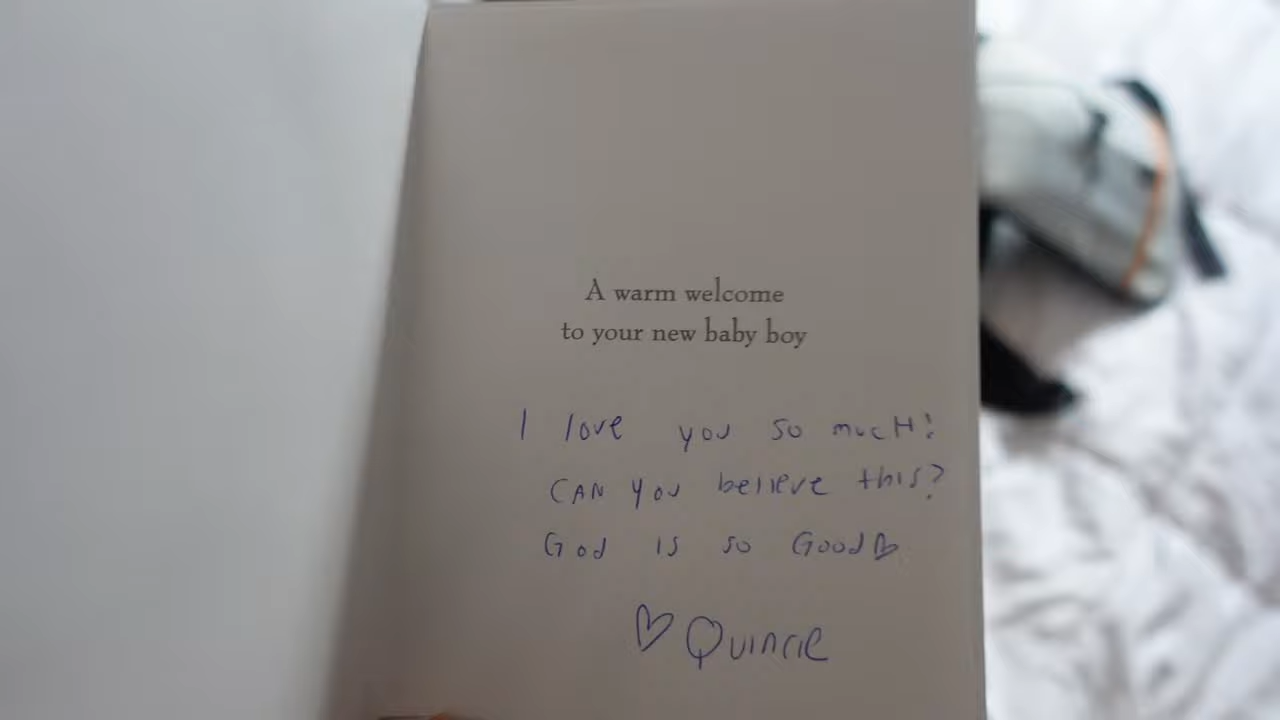 A warm welcome
to your new baby boy
I love you so mucH!
CAN you believe this?
God is so Good♡
♡ Quincie